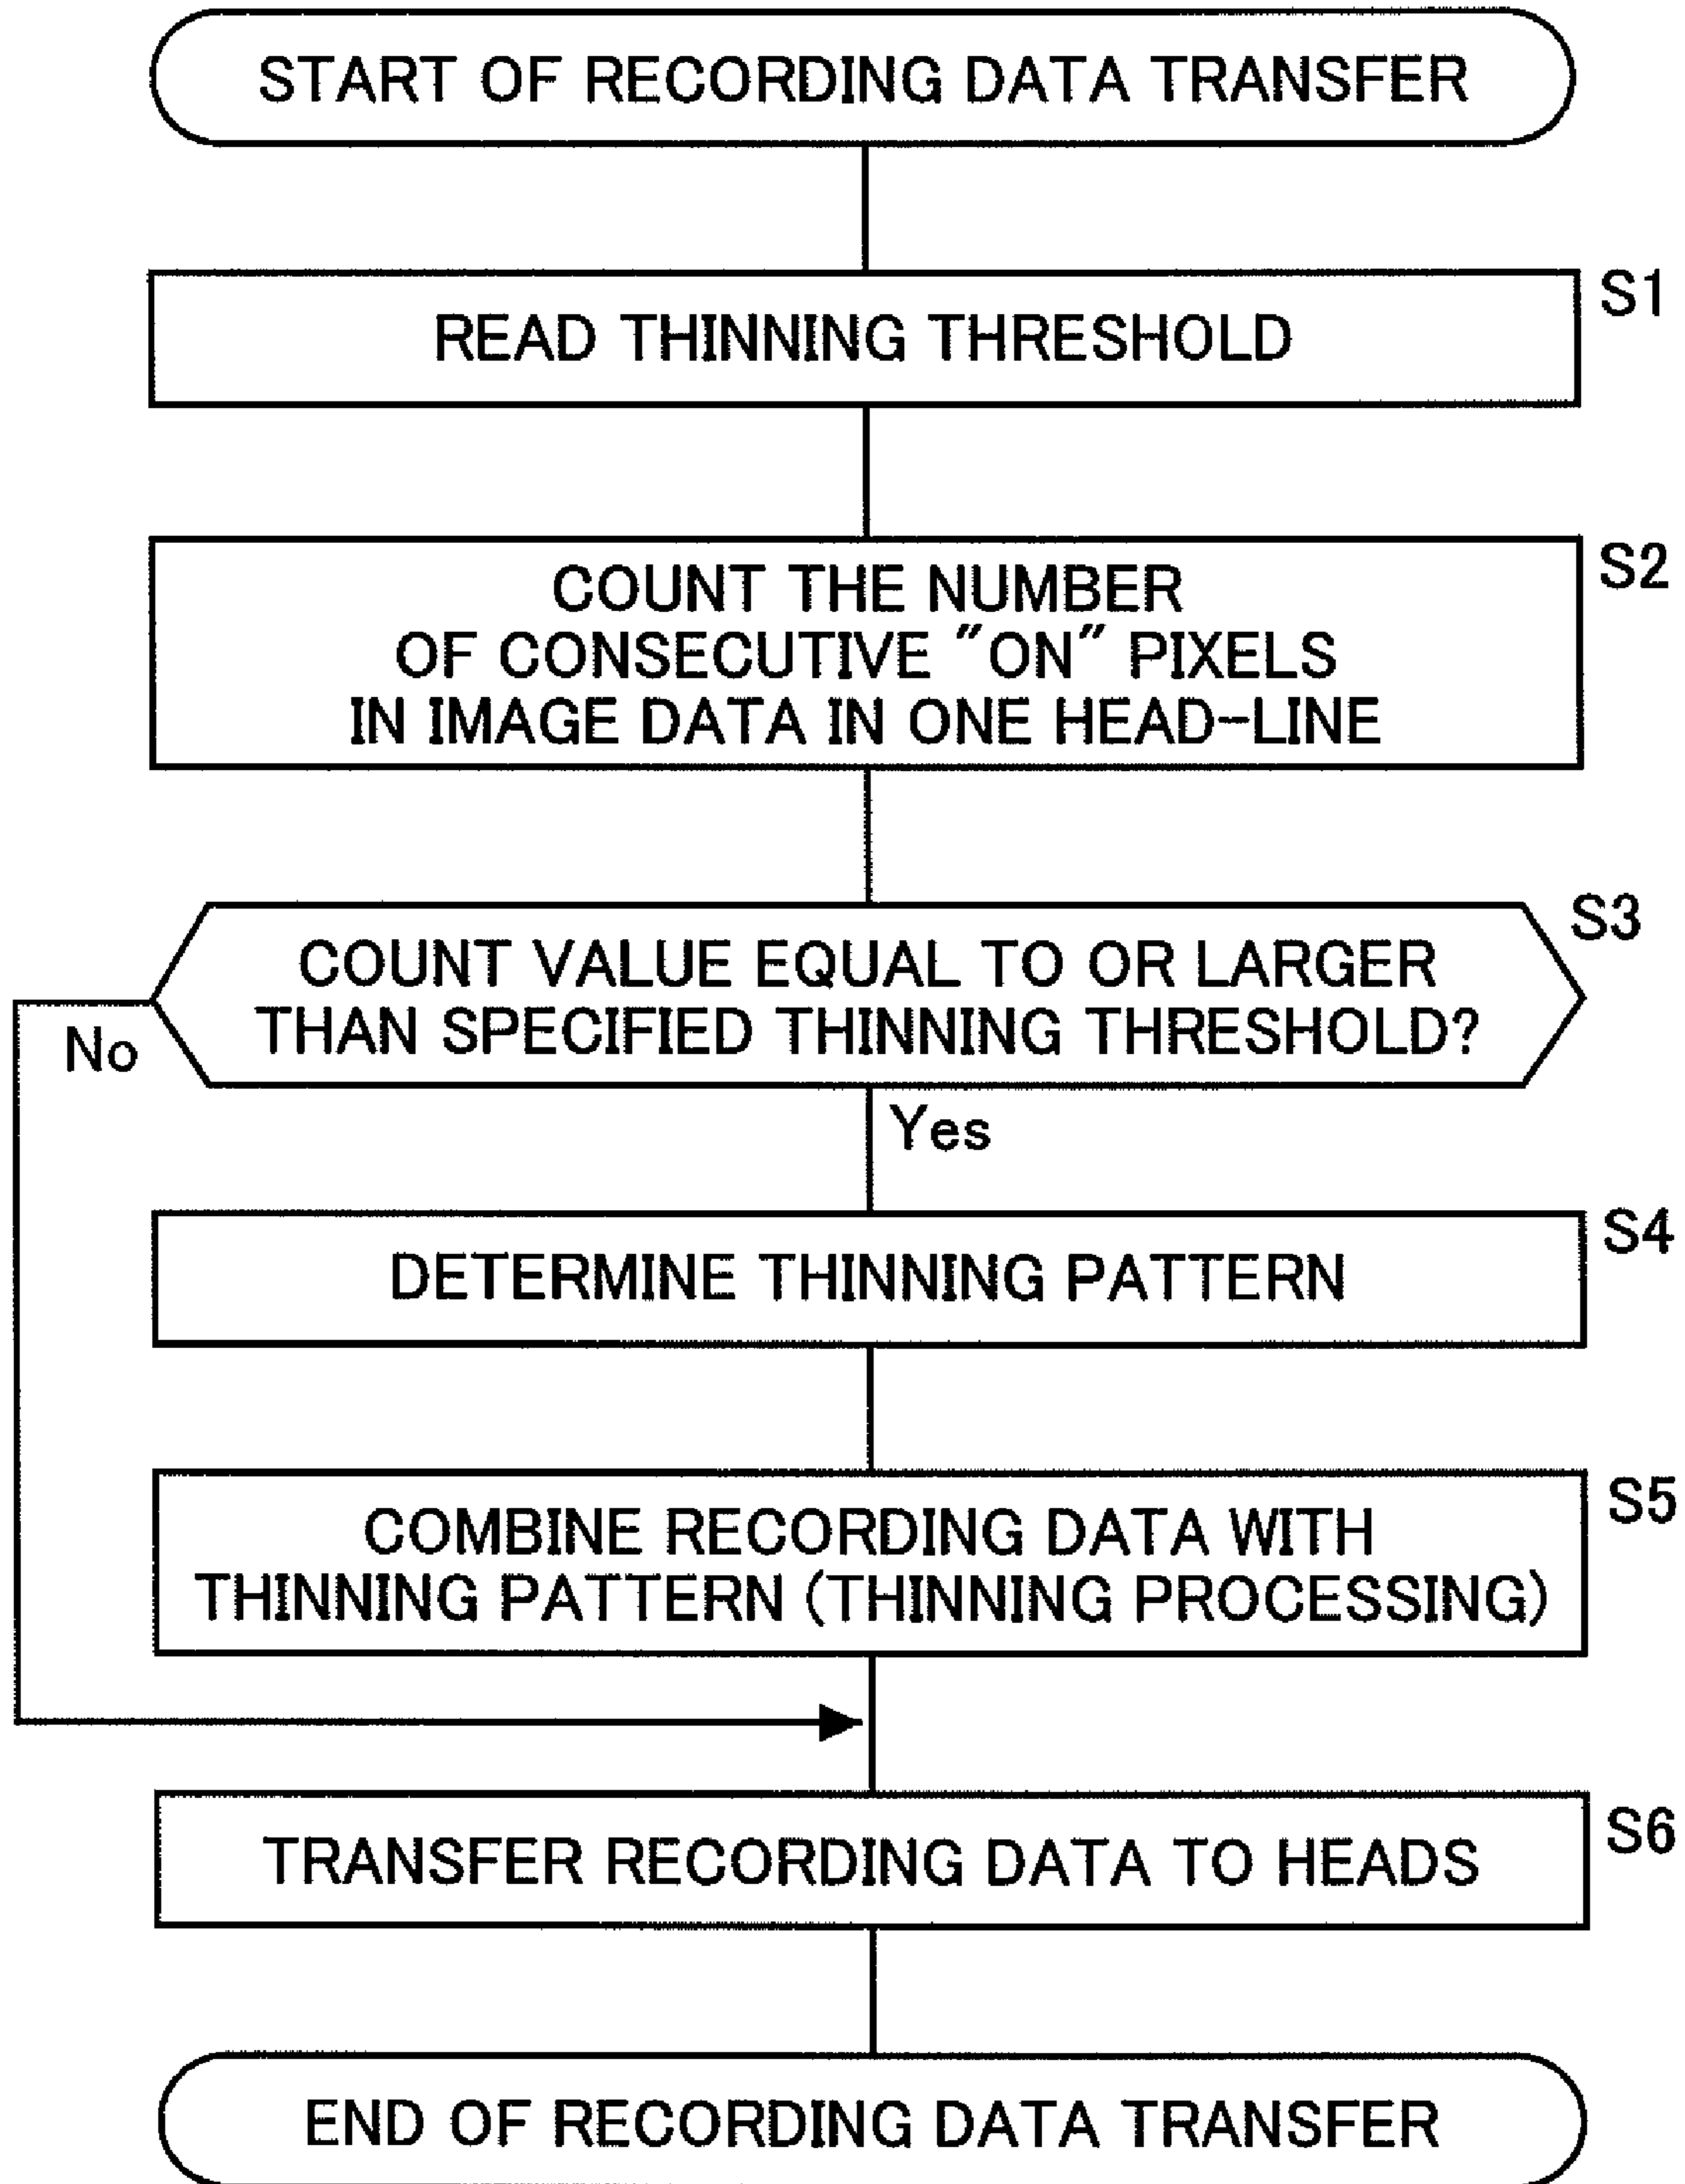 START OF RECORDING DATA TRANSFER
S1
READ THINNING THRESHOLD
S2
COUNT THE NUMBER
OF CONSECUTIVE "ON" PIXELS
IN IMAGE DATA IN ONE HEAD-LINE
S3
COUNT VALUE EQUAL TO OR LARGER
THAN SPECIFIED THINNING THRESHOLD?
No
Yes
S4
DETERMINE THINNING PATTERN
S5
COMBINE RECORDING DATA WITH
THINNING PATTERN (THINNING PROCESSING)
S6
TRANSFER RECORDING DATA TO HEADS
END OF RECORDING DATA TRANSFER